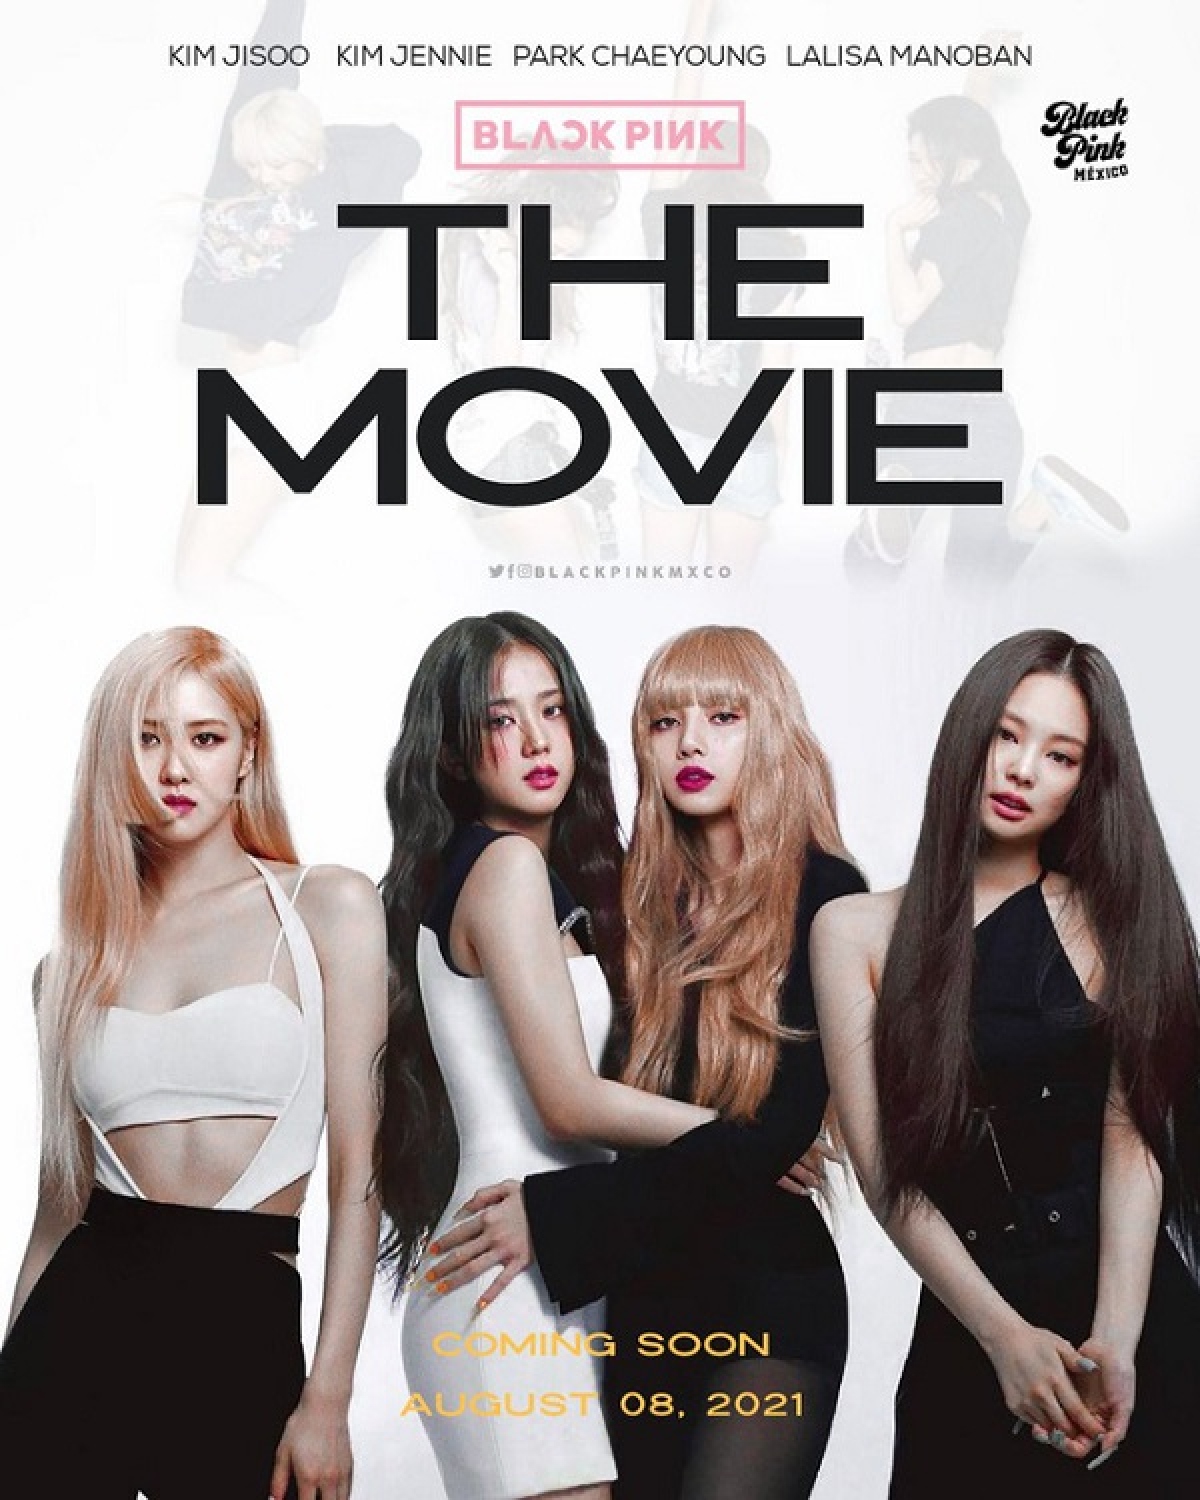 KIM JISOO KIM JENNIE PARK CHAEYOUNG LALISA MANOBAN
BLACKPINK
Black
Pink
MÉXICO
THE
MOVIE
BLACKPINKMXCO
COMING SOON
AUGUST 08, 2021